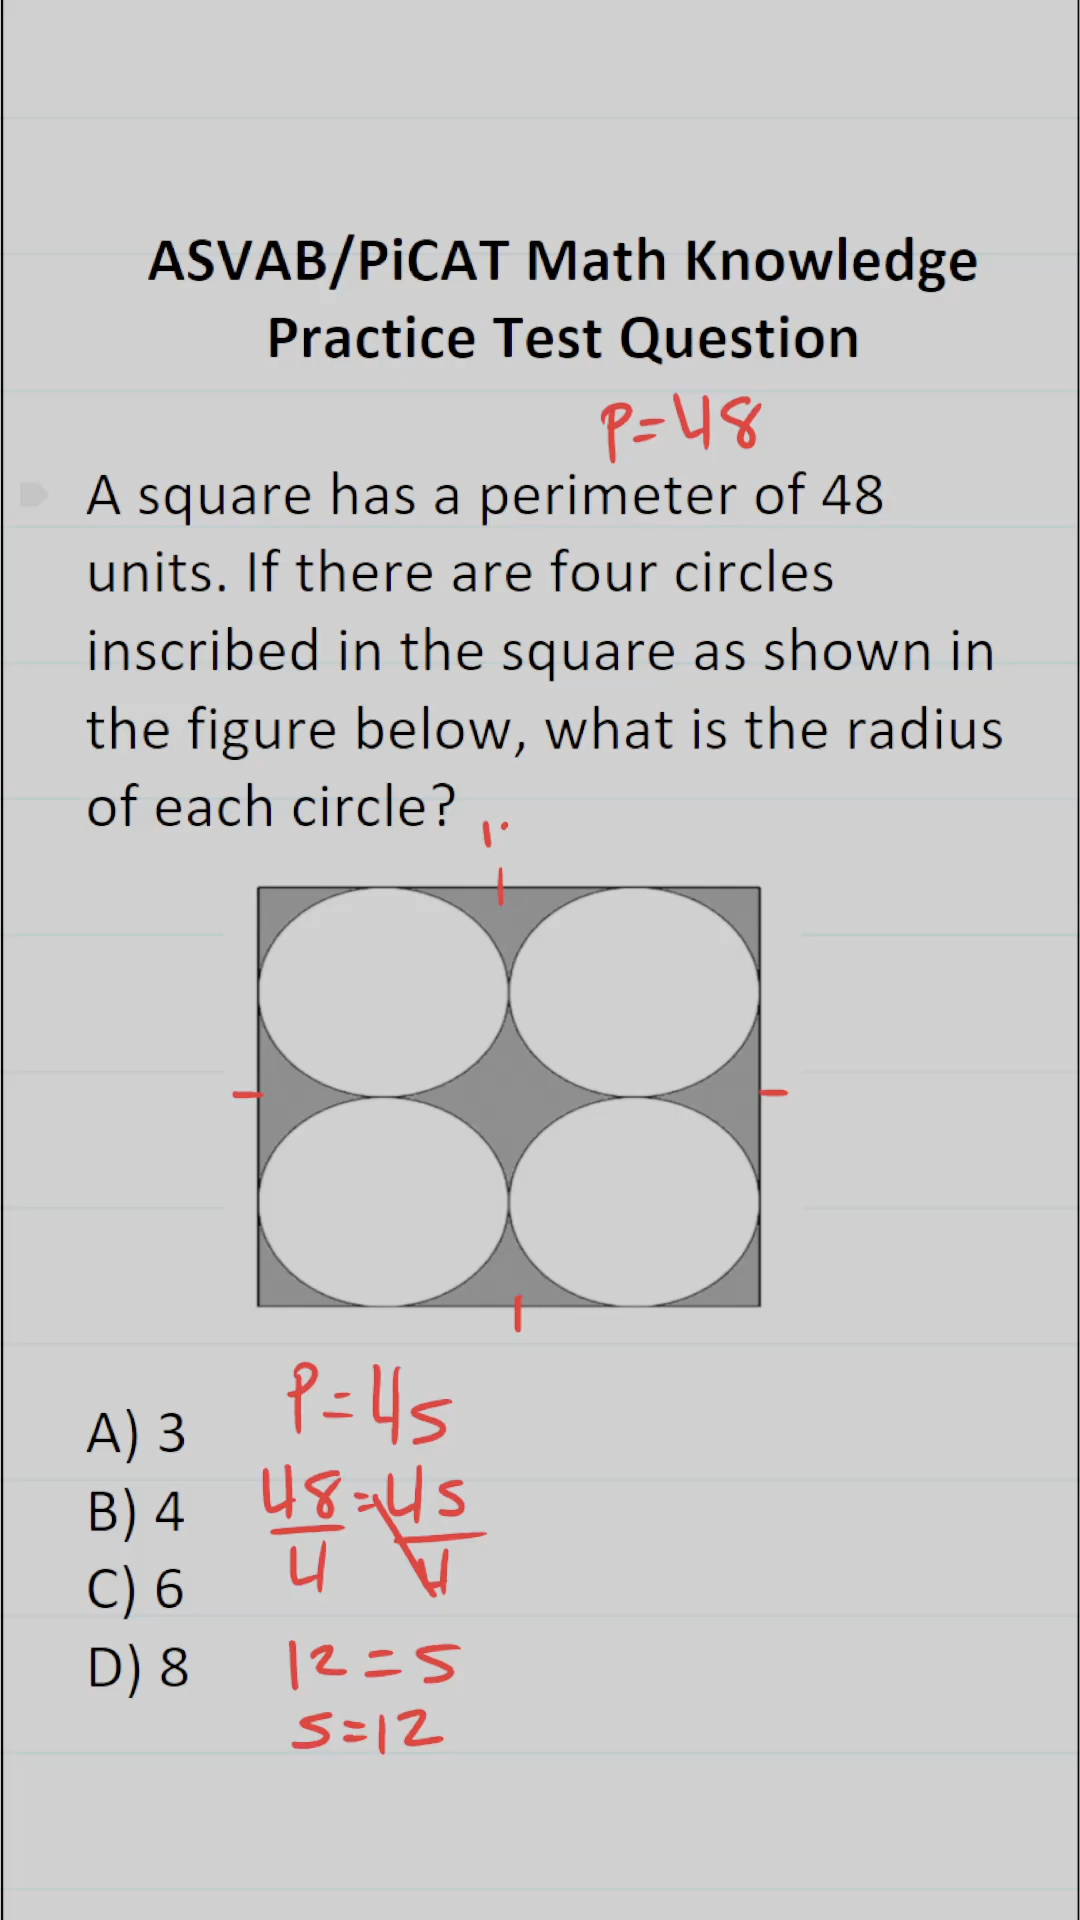 ASVAB/PiCAT Math Knowledge
Practice Test Question
P=48
A square has a perimeter of 48
units. If there are four circles
inscribed in the square as shown in
the figure below, what is the radius
of each circle?
A) 3
B) 4
C) 6
D) 8
P=4s
48=4s
4 4
12=s
s=12